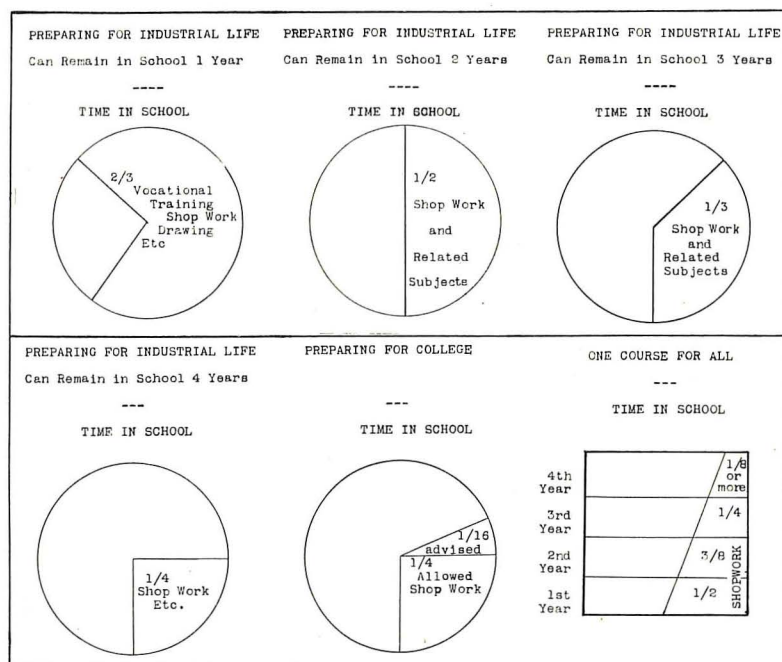 PREPARING FOR INDUSTRIAL LIFE
Can Remain in School 1 Year
----
TIME IN SCHOOL
2/3
Vocational
Training
Shop Work
Drawing
Etc
PREPARING FOR INDUSTRIAL LIFE
Can Remain in School 2 Years
----
TIME IN SCHOOL
1/2
Shop Work
and
Related
Subjects
PREPARING FOR INDUSTRIAL LIFE
Can Remain in School 3 Years
----
TIME IN SCHOOL
1/3
Shop Work
and
Related
Subjects
PREPARING FOR INDUSTRIAL LIFE
Can Remain in School 4 Years
---
TIME IN SCHOOL
1/4
Shop Work
Etc.
PREPARING FOR COLLEGE
---
TIME IN SCHOOL
1/16
advised
1/4
Allowed
Shop Work
ONE COURSE FOR ALL
---
TIME IN SCHOOL
4th
Year
1/8
or
more
3rd
Year
1/4
2nd
Year
3/8
1st
Year
1/2
SHOPWORK